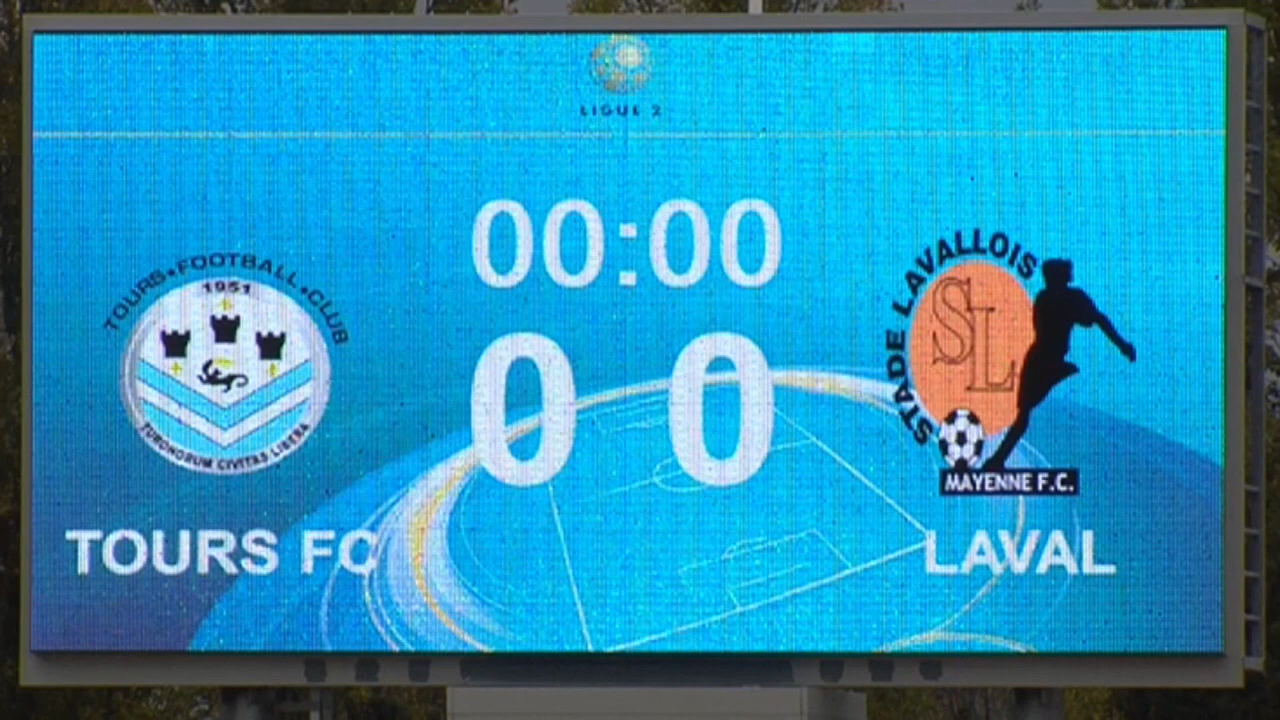 LIGUE 2
00:00
0 0
TOURS•FOOTBALL•CLUB
1951
TURONORUM CIVITAS LIBERA
STADE LAVALLOIS
SL
MAYENNE F.C.
TOURS FC
LAVAL